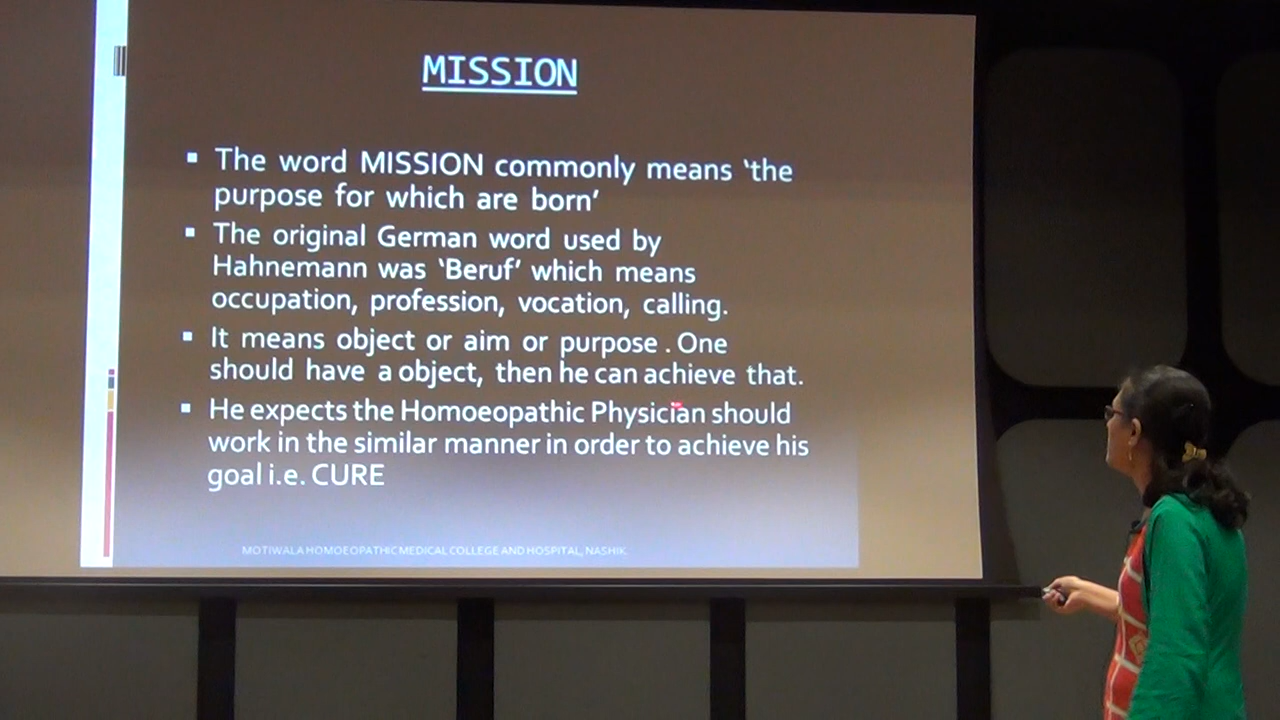 MISSION
The word MISSION commonly means ‘the
purpose for which are born’
The original German word used by
Hahnemann was ‘Beruf’ which means
occupation, profession, vocation, calling.
It means object or aim or purpose . One
should have a object, then he can achieve that.
He expects the Homoeopathic Physician should
work in the similar manner in order to achieve his
goal i.e. CURE
MOTIWALA HOMOEOPATHIC MEDICAL COLLEGE AND HOSPITAL, NASHIK